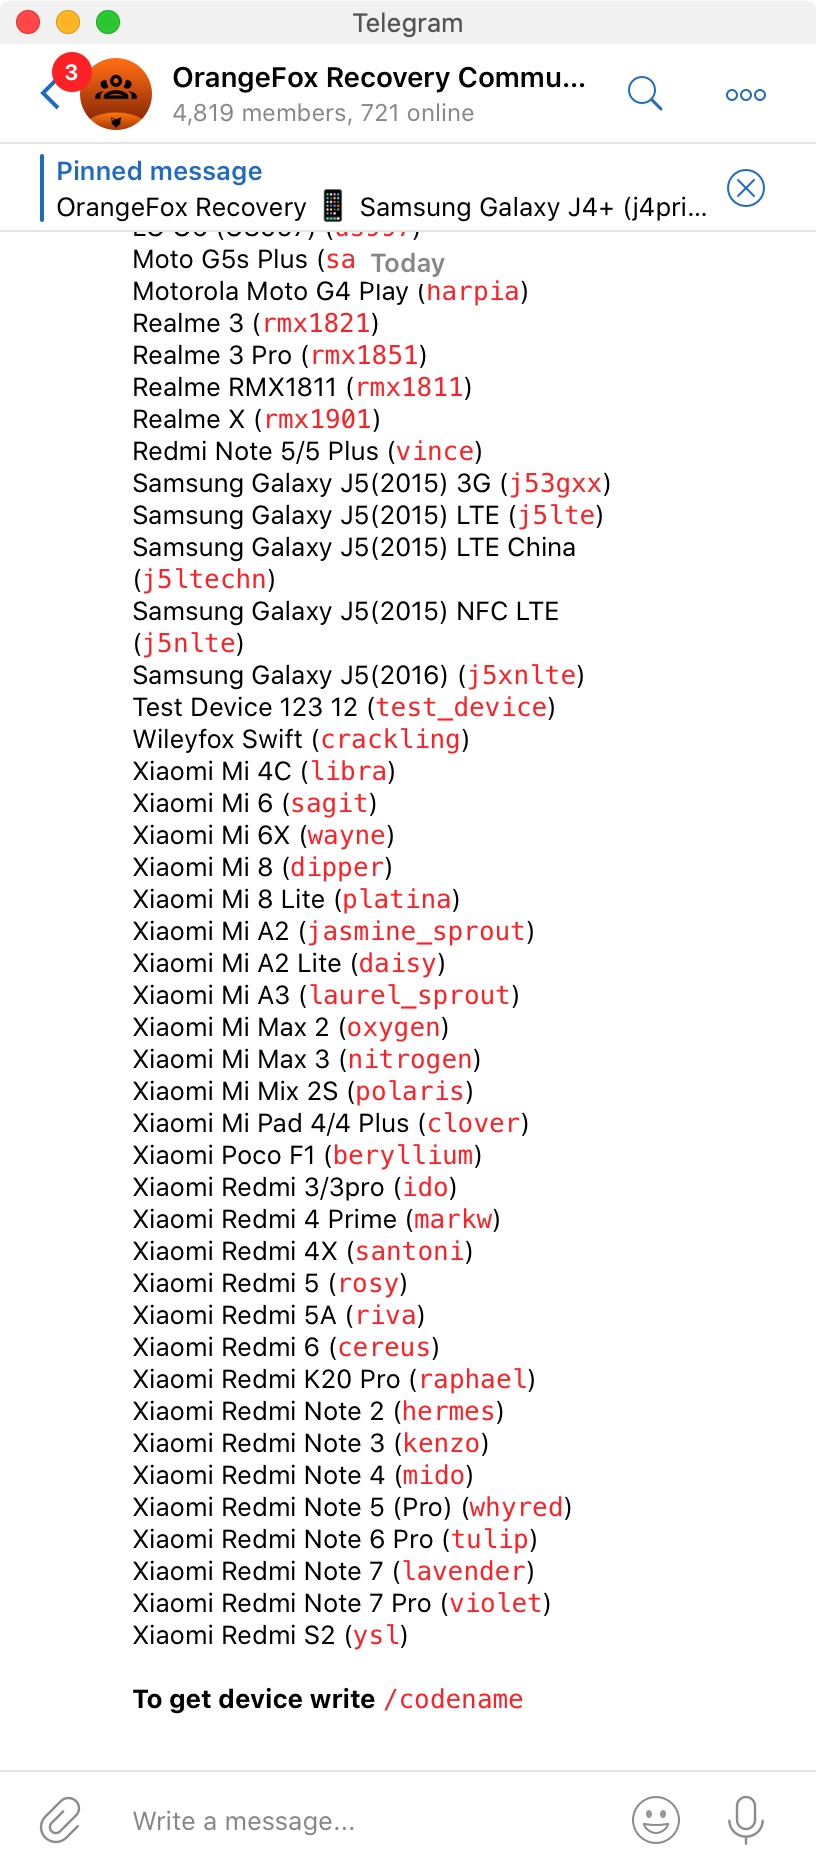 Telegram
3
OrangeFox Recovery Commu...
4,819 members, 721 online
Pinned message
OrangeFox Recovery 📱 Samsung Galaxy J4+ (j4pri...
Today
Moto G5s Plus (sa
Motorola Moto G4 Play (harpia)
Realme 3 (rmx1821)
Realme 3 Pro (rmx1851)
Realme RMX1811 (rmx1811)
Realme X (rmx1901)
Redmi Note 5/5 Plus (vince)
Samsung Galaxy J5(2015) 3G (j53gxx)
Samsung Galaxy J5(2015) LTE (j5lte)
Samsung Galaxy J5(2015) LTE China
(j5ltechn)
Samsung Galaxy J5(2015) NFC LTE
(j5nlte)
Samsung Galaxy J5(2016) (j5xnlte)
Test Device 123 12 (test_device)
Wileyfox Swift (crackling)
Xiaomi Mi 4C (libra)
Xiaomi Mi 6 (sagit)
Xiaomi Mi 6X (wayne)
Xiaomi Mi 8 (dipper)
Xiaomi Mi 8 Lite (platina)
Xiaomi Mi A2 (jasmine_sprout)
Xiaomi Mi A2 Lite (daisy)
Xiaomi Mi A3 (laurel_sprout)
Xiaomi Mi Max 2 (oxygen)
Xiaomi Mi Max 3 (nitrogen)
Xiaomi Mi Mix 2S (polaris)
Xiaomi Mi Pad 4/4 Plus (clover)
Xiaomi Poco F1 (beryllium)
Xiaomi Redmi 3/3pro (ido)
Xiaomi Redmi 4 Prime (markw)
Xiaomi Redmi 4X (santoni)
Xiaomi Redmi 5 (rosy)
Xiaomi Redmi 5A (riva)
Xiaomi Redmi 6 (cereus)
Xiaomi Redmi K20 Pro (raphael)
Xiaomi Redmi Note 2 (hermes)
Xiaomi Redmi Note 3 (kenzo)
Xiaomi Redmi Note 4 (mido)
Xiaomi Redmi Note 5 (Pro) (whyred)
Xiaomi Redmi Note 6 Pro (tulip)
Xiaomi Redmi Note 7 (lavender)
Xiaomi Redmi Note 7 Pro (violet)
Xiaomi Redmi S2 (ysl)
To get device write /codename
Write a message...